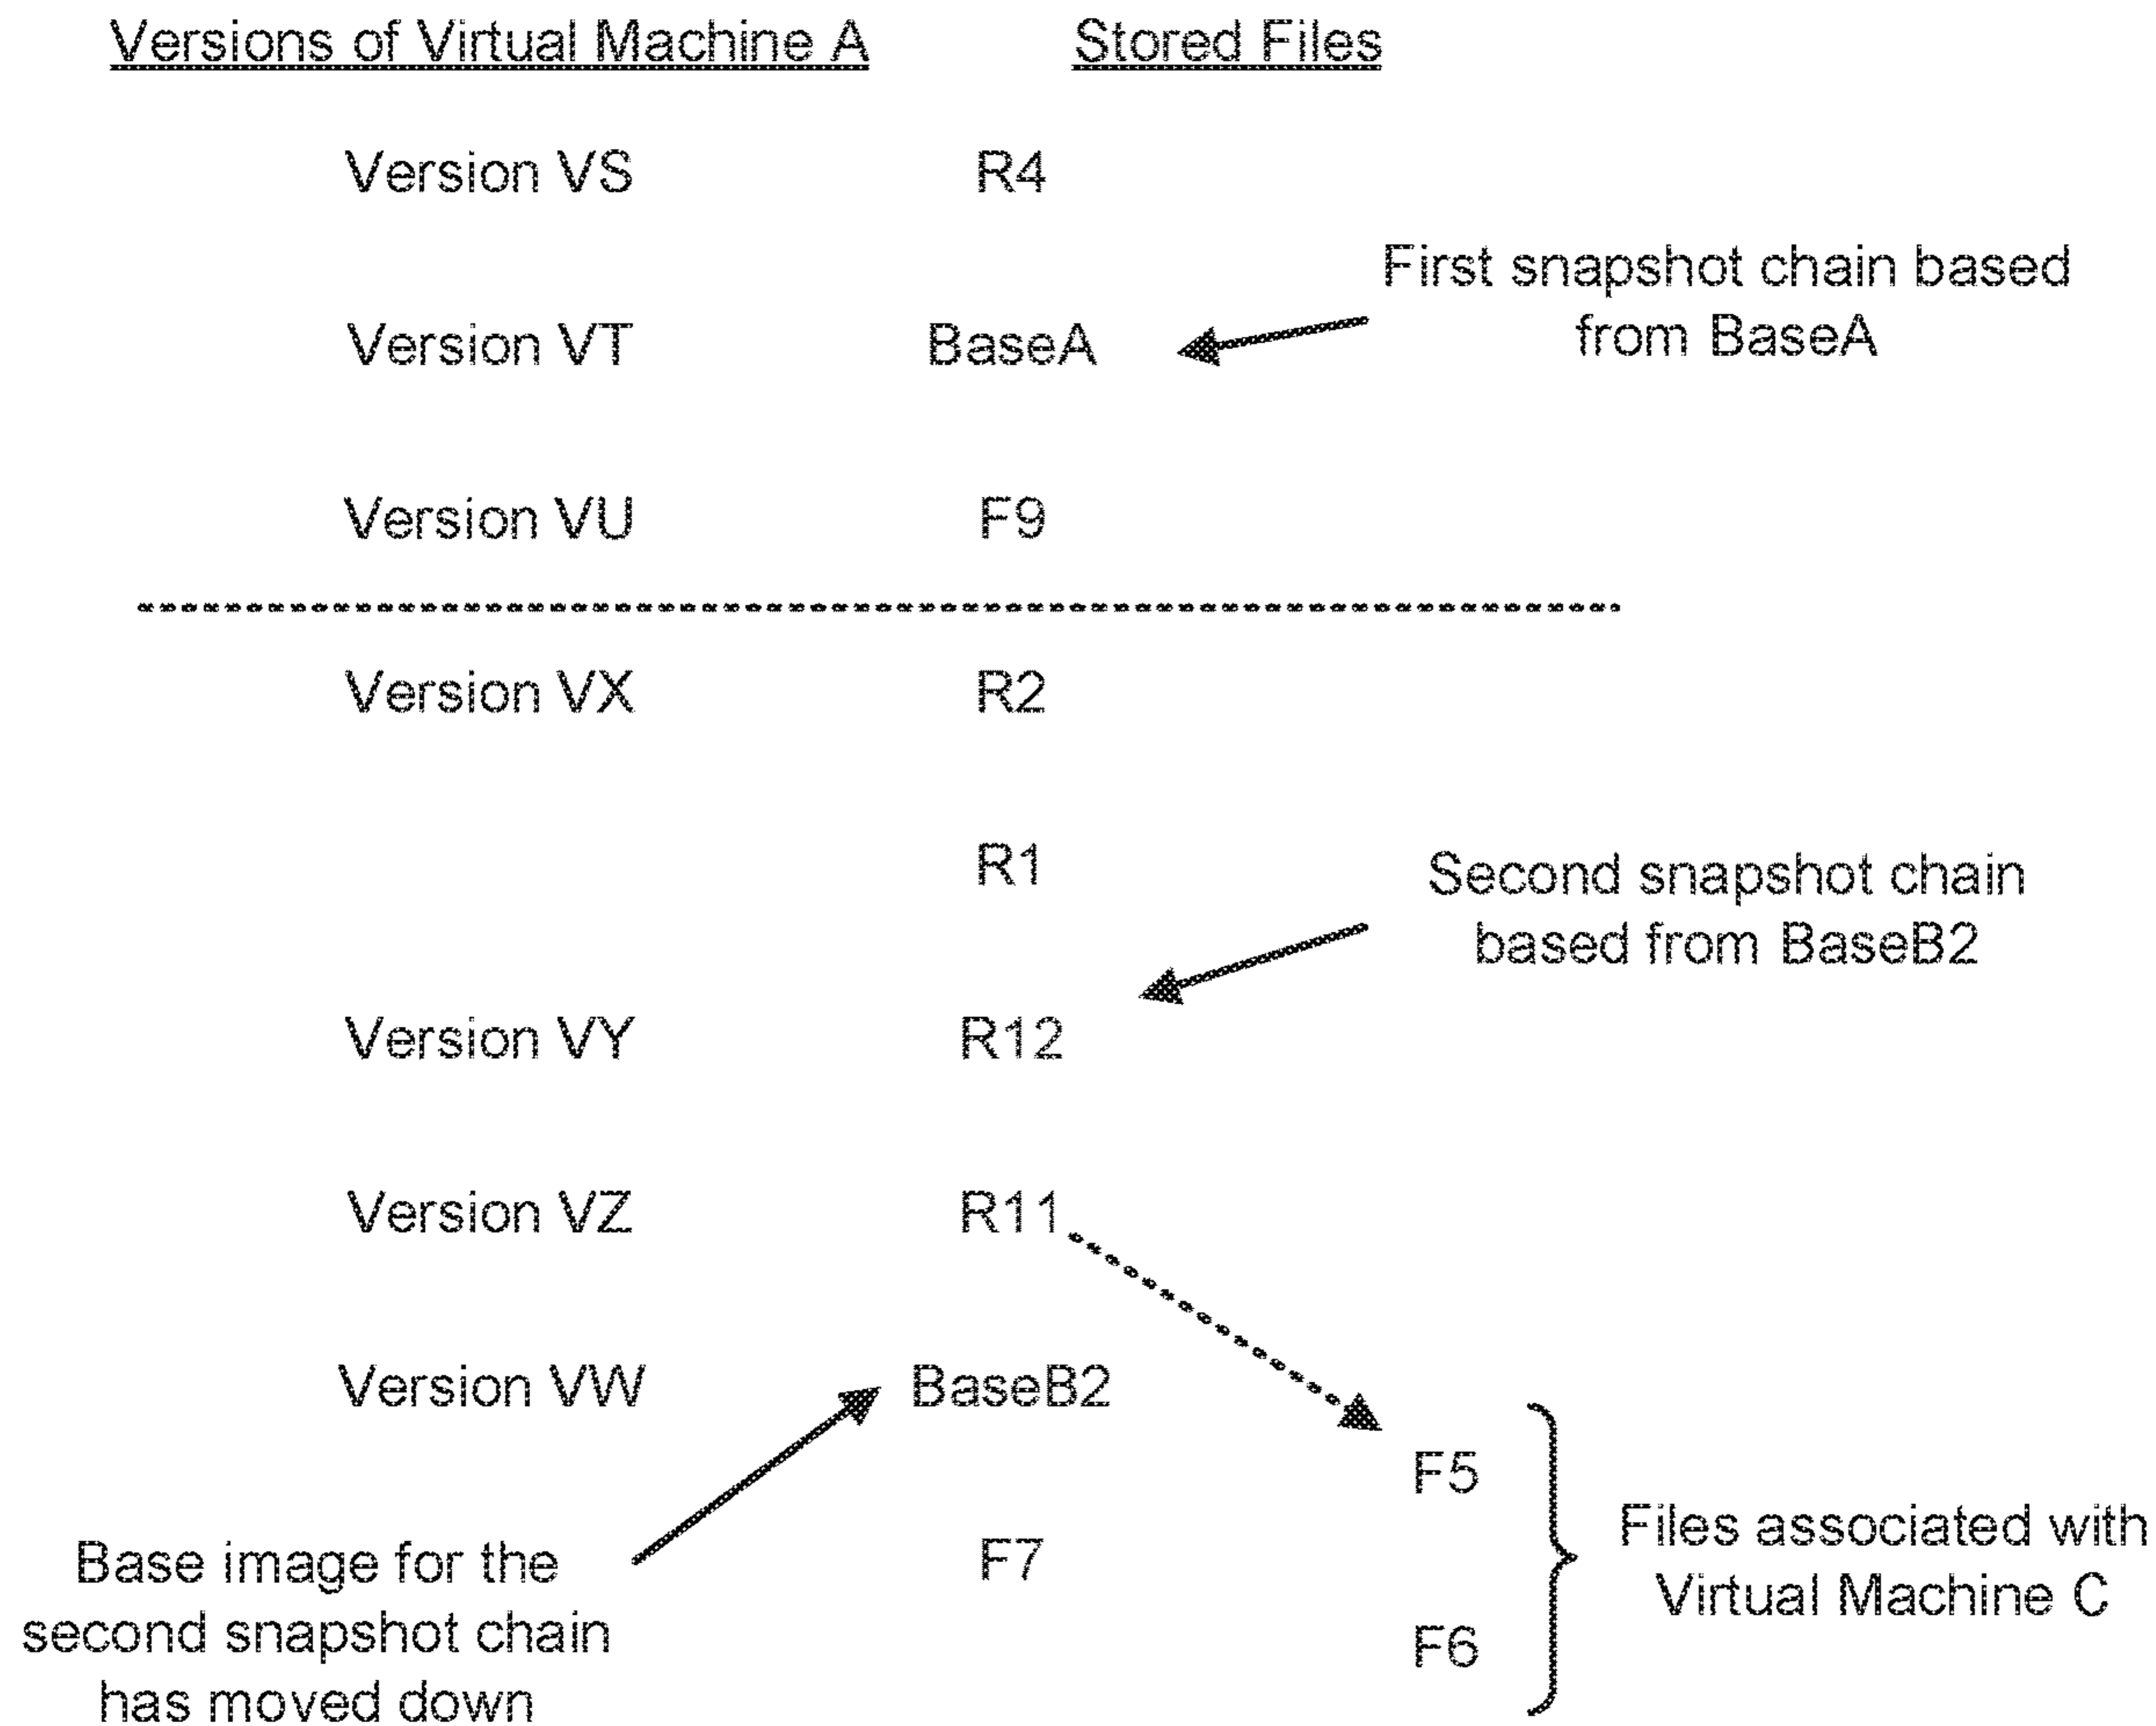 Versions of Virtual Machine A Stored Files
Version VS R4
First snapshot chain based
from BaseA
Version VT BaseA
Version VU F9
Version VX R2
R1
Second snapshot chain
based from BaseB2
Version VY R12
Version VZ R11
Version VW BaseB2
F5
Files associated with
Virtual Machine C
F7
F6
Base image for the
second snapshot chain
has moved down